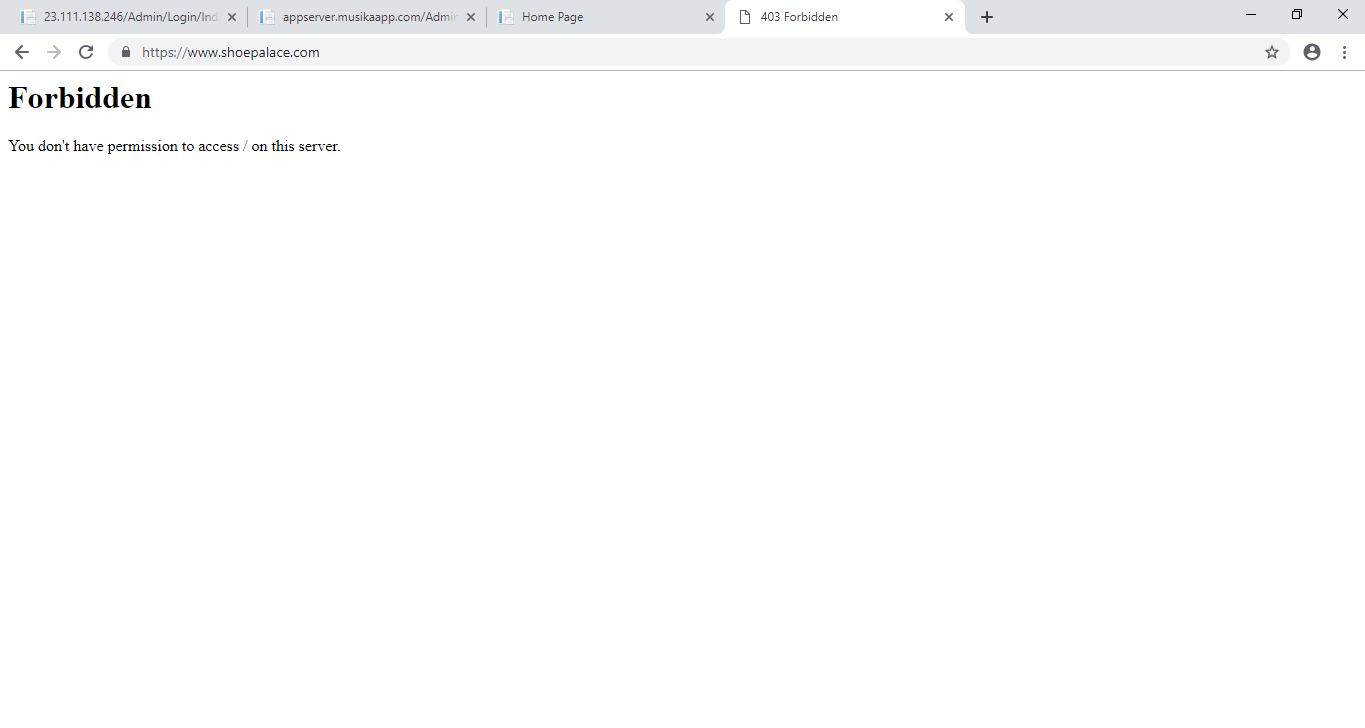 23.111.138.246/Admin/Login/Ind
appserver.musikaapp.com/Admin
Home Page
403 Forbidden
https://www.shoepalace.com
Forbidden
You don't have permission to access / on this server.